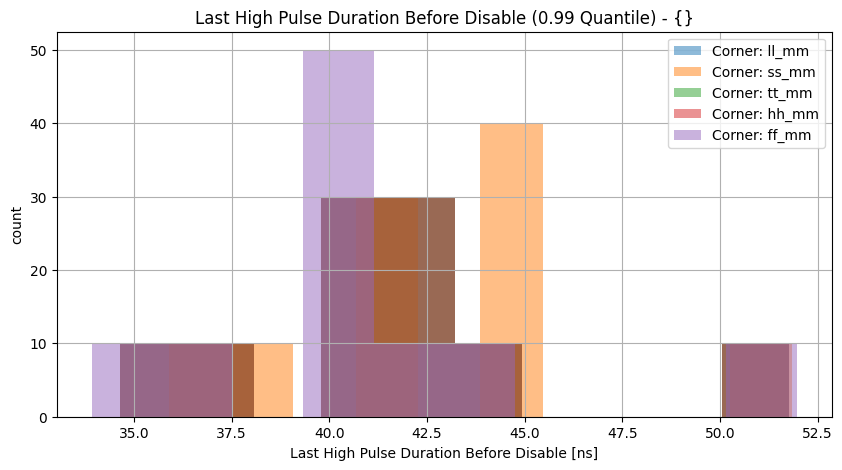 Last High Pulse Duration Before Disable (0.99 Quantile) - {}
50
40
30
20
10
0
count
Corner: ll_mm
Corner: ss_mm
Corner: tt_mm
Corner: hh_mm
Corner: ff_mm
35.0 37.5 40.0 42.5 45.0 47.5 50.0 52.5
Last High Pulse Duration Before Disable [ns]